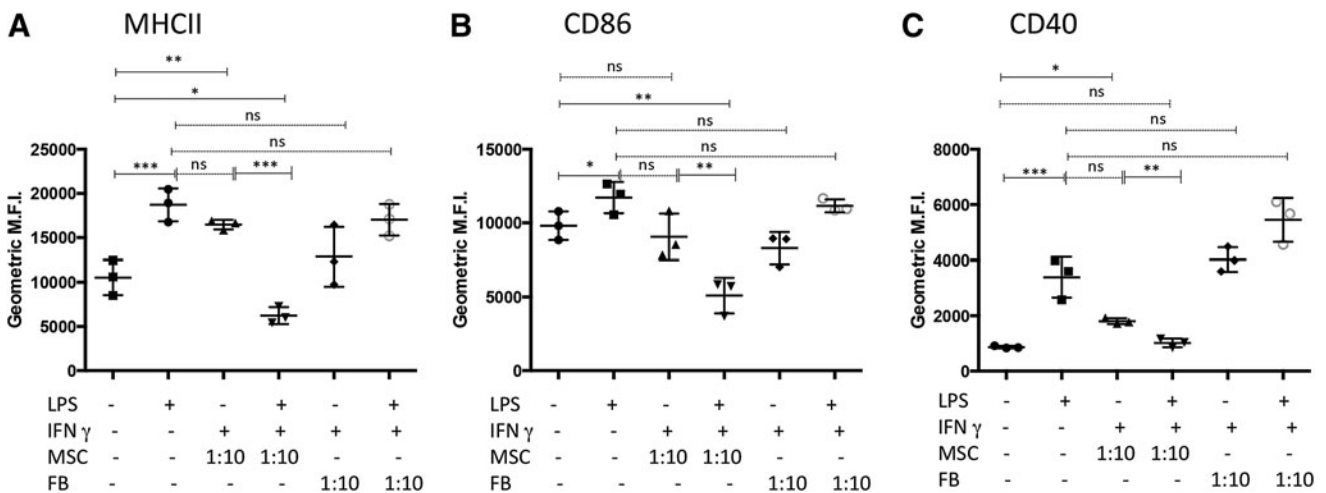 A MHCII B CD86 C CD40
** ns *
* ** ns
ns ns ns
ns ns ns
*** ns *** * ns ** *** ns **
Geometric M.F.I.
25000
20000
15000
10000
5000
0
Geometric M.F.I.
15000
10000
5000
0
Geometric M.F.I.
8000
6000
4000
2000
0
LPS - + - + - + LPS - + - + - + LPS - + - + - +
IFN γ - - + + + + IFN γ - - + + + + IFN γ - - + + + +
MSC - - 1:10 1:10 - - MSC - - 1:10 1:10 - - MSC - - 1:10 1:10 - -
FB - - - - 1:10 1:10 FB - - - - 1:10 1:10 FB - - - - 1:10 1:10